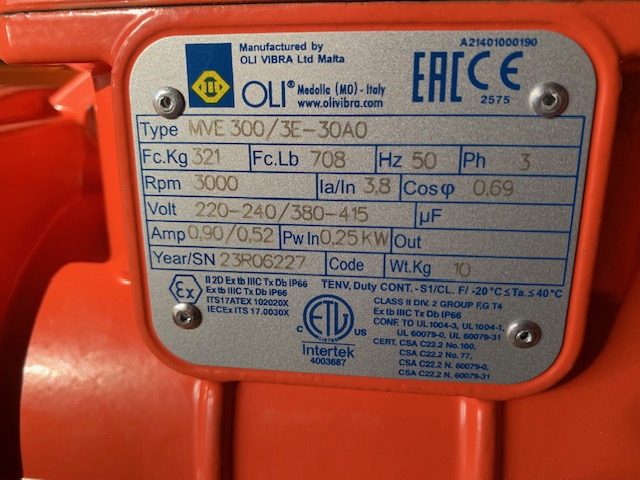 A21401000190
Manufactured by
OLI VIBRA Ltd Malta
OLI® Medolla (MO) - Italy
www.olivibra.com
EAC CE
2575
Type MVE 300/3E-30A0
Fc.Kg 321 Fc.Lb 708 Hz 50 Ph 3
Rpm 3000 Ia/In 3,8 Cosφ 0.69
Volt 220-240/380-415 µF
Amp 0,90/0,52 Pw In 0,25 KW Out
Year/SN 23R06227 Code Wt.Kg 10
TENV, Duty CONT. -S1/CL. F/ -20°C ≤Ta.≤ 40°C
Ex
II 2D Ex tb IIIC Tx Db IP66
Ex tb IIIC Tx Db IP66
ITS17ATEX 102020X
IECEx ITS 17.0030X
ETL
C US
Intertek
4003687
CLASS II DIV. 2 GROUP F,G T4
Ex tb IIIC Tx Db IP66
CONF. TO UL 1004-3, UL 1004-1,
UL 60079-0, UL 60079-31
CERT. CSA C22.2 No.100,
CSA C22.2 No.77,
CSA C22.2 N. 60079-0,
CSA C22.2 N. 60079-31